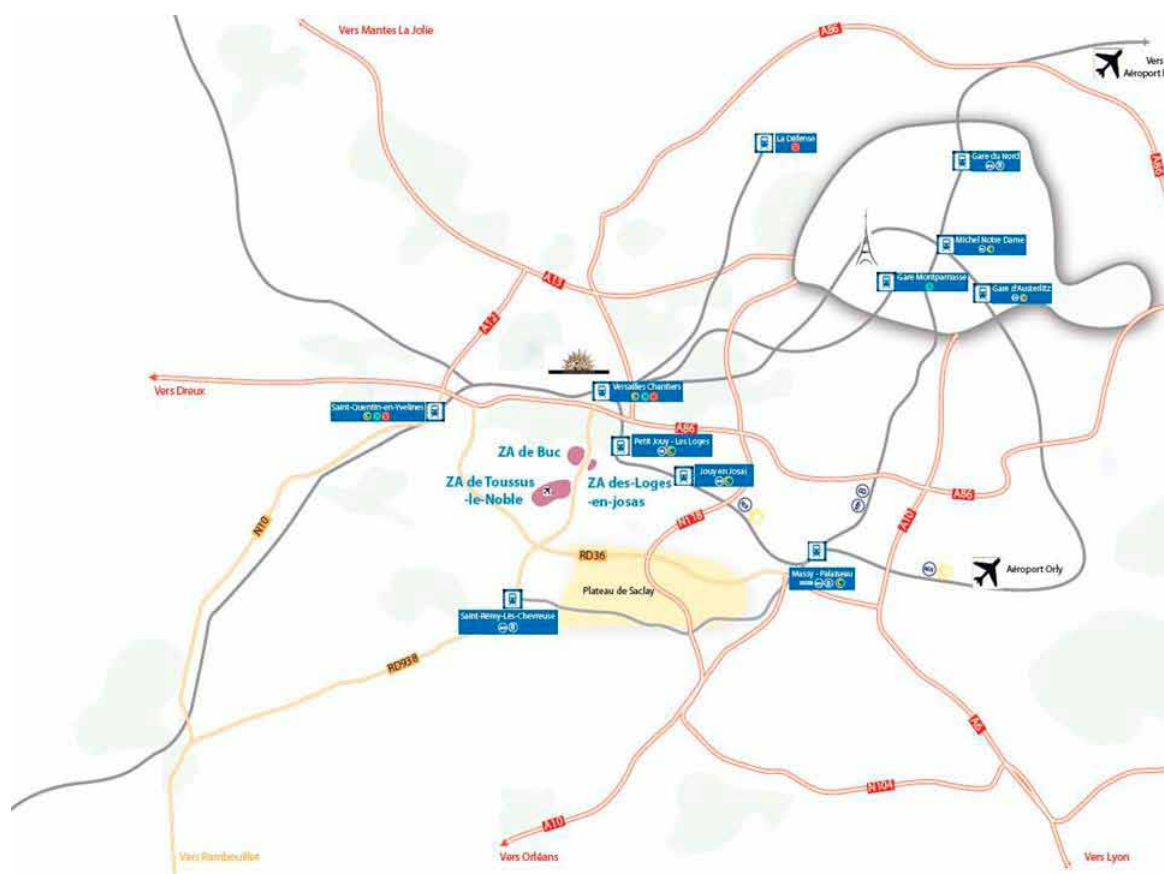 Vers Mantes La Jolie
A86
Vers
Aéroport
La Défense
Gare du Nord
A86
Michel Notre Dame
Gare Montparnasse
Gare d'Austerlitz
A13
A12
Vers Dreux
Versailles Chantiers
Saint-Quentin-en-Yvelines
A86
Petit Jouy - Les Loges
ZA de Buc
Jouy en Josas
ZA de Toussus
-le-Noble
ZA des-Loges
-en-josas
A86
N118
A10
N10
RD36
Massy - Palaiseau
Aéroport Orly
Plateau de Saclay
Saint-Rémy-Lès-Chevreuse
RD938
A6
N104
A10
Vers Rambouillet
Vers Orléans
Vers Lyon